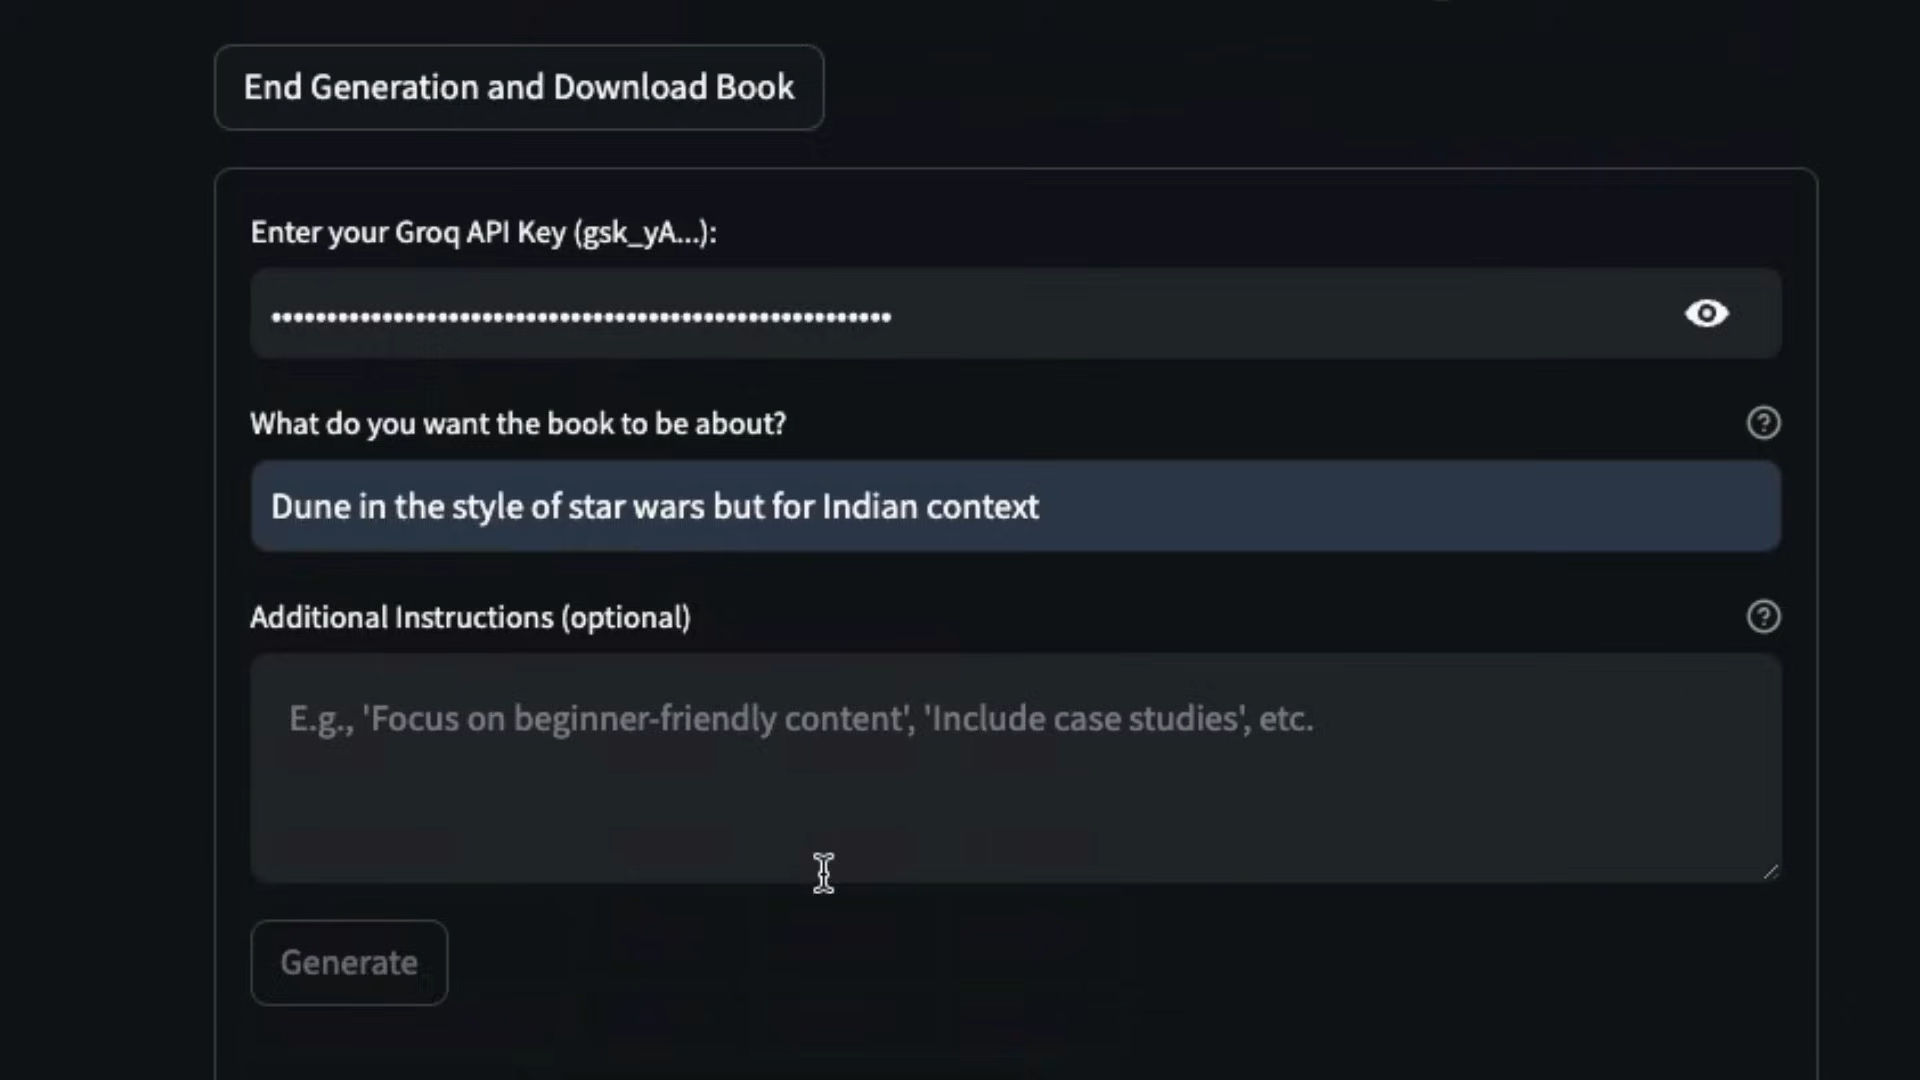 End Generation and Download Book
Enter your Groq API Key (gsk_yA...):
What do you want the book to be about?
Dune in the style of star wars but for Indian context
Additional Instructions (optional)
E.g., 'Focus on beginner-friendly content', 'Include case studies', etc.
Generate